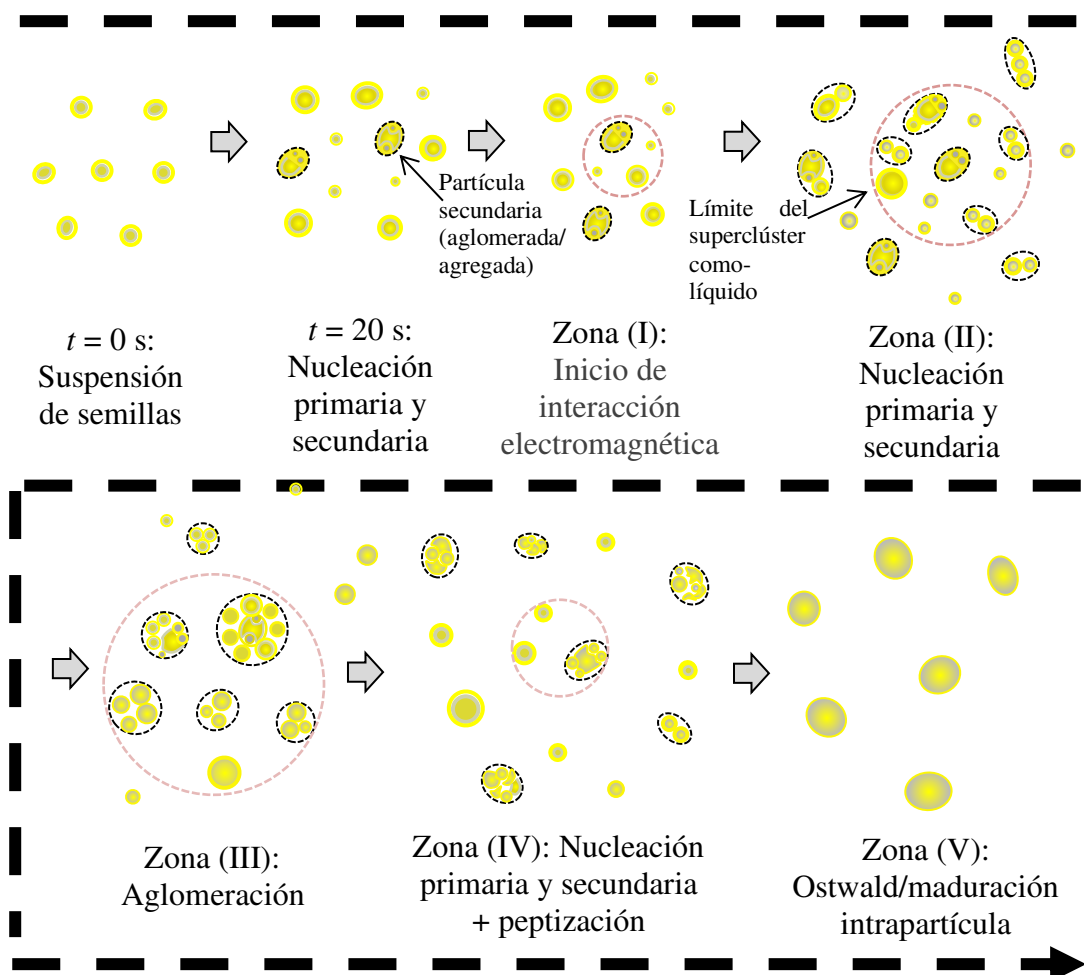 Partícula
secundaria
(aglomerada/
agregada)
Límite del
superclúster
como-
líquido
t = 0 s:
Suspensión
de semillas
t = 20 s:
Nucleación
primaria y
secundaria
Zona (I):
Inicio de
interacción
electromagnética
Zona (II):
Nucleación
primaria y
secundaria
Zona (III):
Aglomeración
Zona (IV): Nucleación
primaria y secundaria
+ peptización
Zona (V):
Ostwald/maduración
intrapartícula